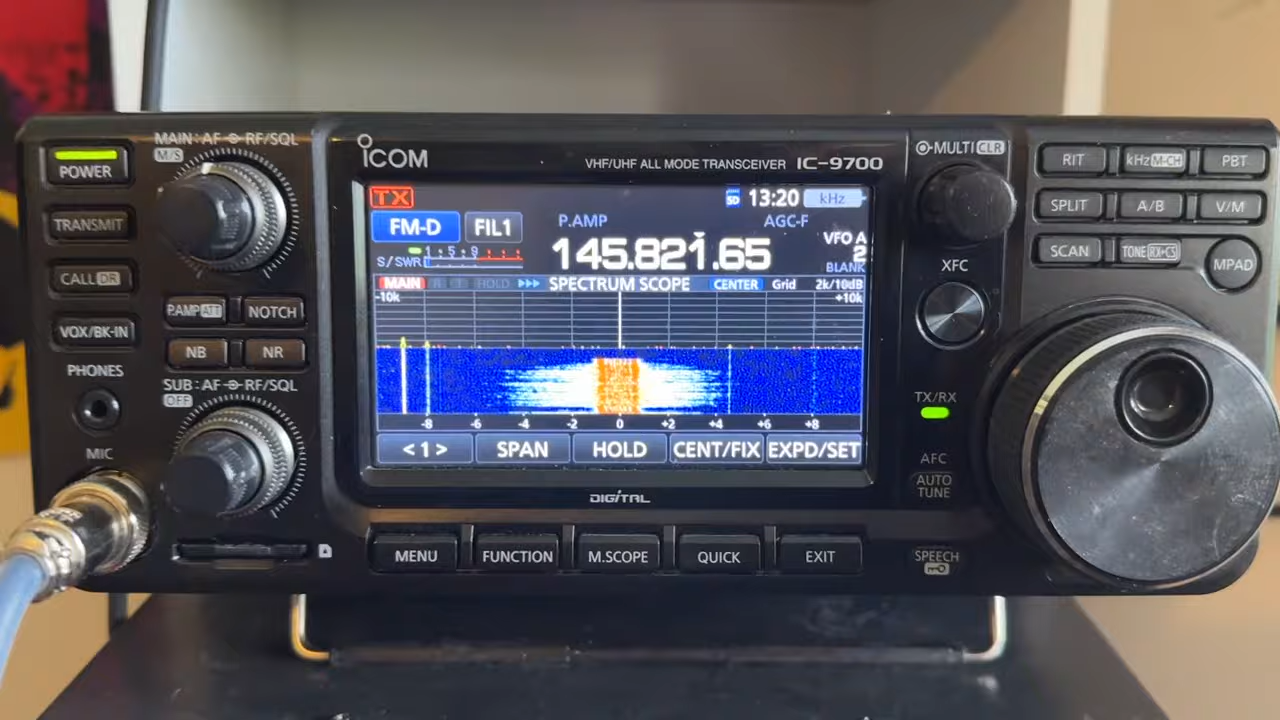 MAIN : AF RF/SQL
M/S
POWER
TRANSMIT
CALL DR
VOX/BK-IN
PHONES
MIC
P.AMP ATT
NOTCH
NB
NR
SUB : AF RF/SQL
OFF
ICOM
VHF/UHF ALL MODE TRANSCEIVER IC-9700
TX
SD 13:20 kHz
FM-D FIL1 P.AMP AGC-F
S/SWR 1 5 9
145.821.65
VFO A
2
BLANK
MAIN HOLD SPECTRUM SCOPE CENTER Grid 2k/10dB
-10k +10k
-8 -6 -4 -2 0 +2 +4 +6 +8
< 1 > SPAN HOLD CENT/FIX EXPD/SET
DIGITAL
MENU FUNCTION M.SCOPE QUICK EXIT
MULTI CLR
XFC
TX/RX
AFC
AUTO
TUNE
SPEECH
RIT kHz M-CH PBT
SPLIT A/B V/M
SCAN TONE RX→CS
MPAD